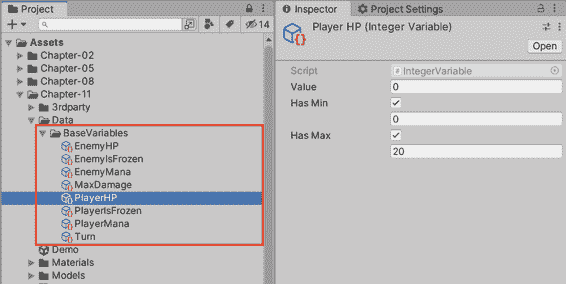 Project
14
Assets
Chapter-02
Chapter-05
Chapter-08
Chapter-11
3rdparty
Data
BaseVariables
EnemyHP
EnemyIsFrozen
EnemyMana
MaxDamage
PlayerHP
PlayerIsFrozen
PlayerMana
Turn
Demo
Materials
Models
Inspector
Project Settings
Player HP (Integer Variable)
Open
Script
IntegerVariable
Value
0
Has Min
0
Has Max
20